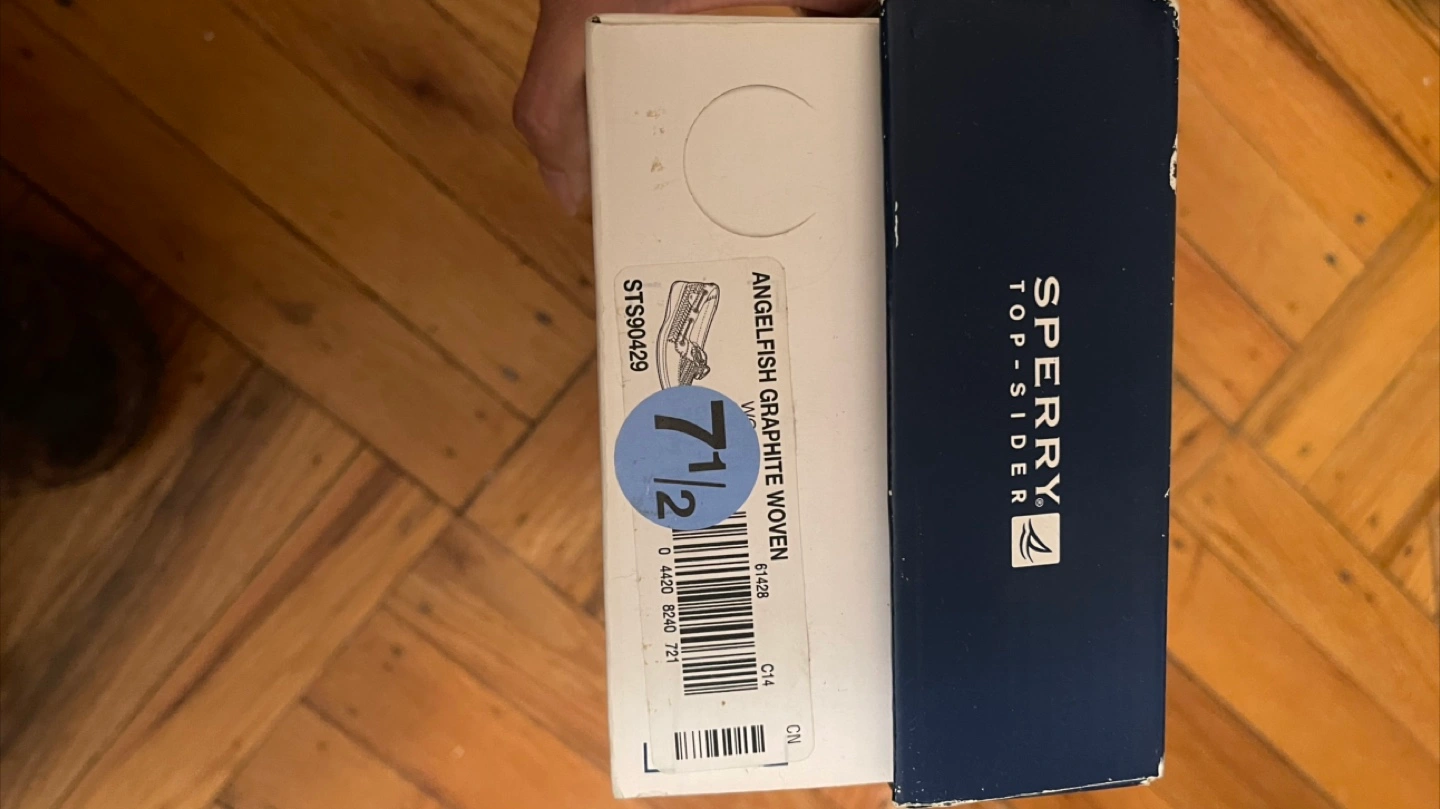 SPERRY®
TOP-SIDER
ANGELFISH GRAPHITE WOVEN
61428 C14
CN
STS90429
7 1/2
0 4420 8240 721